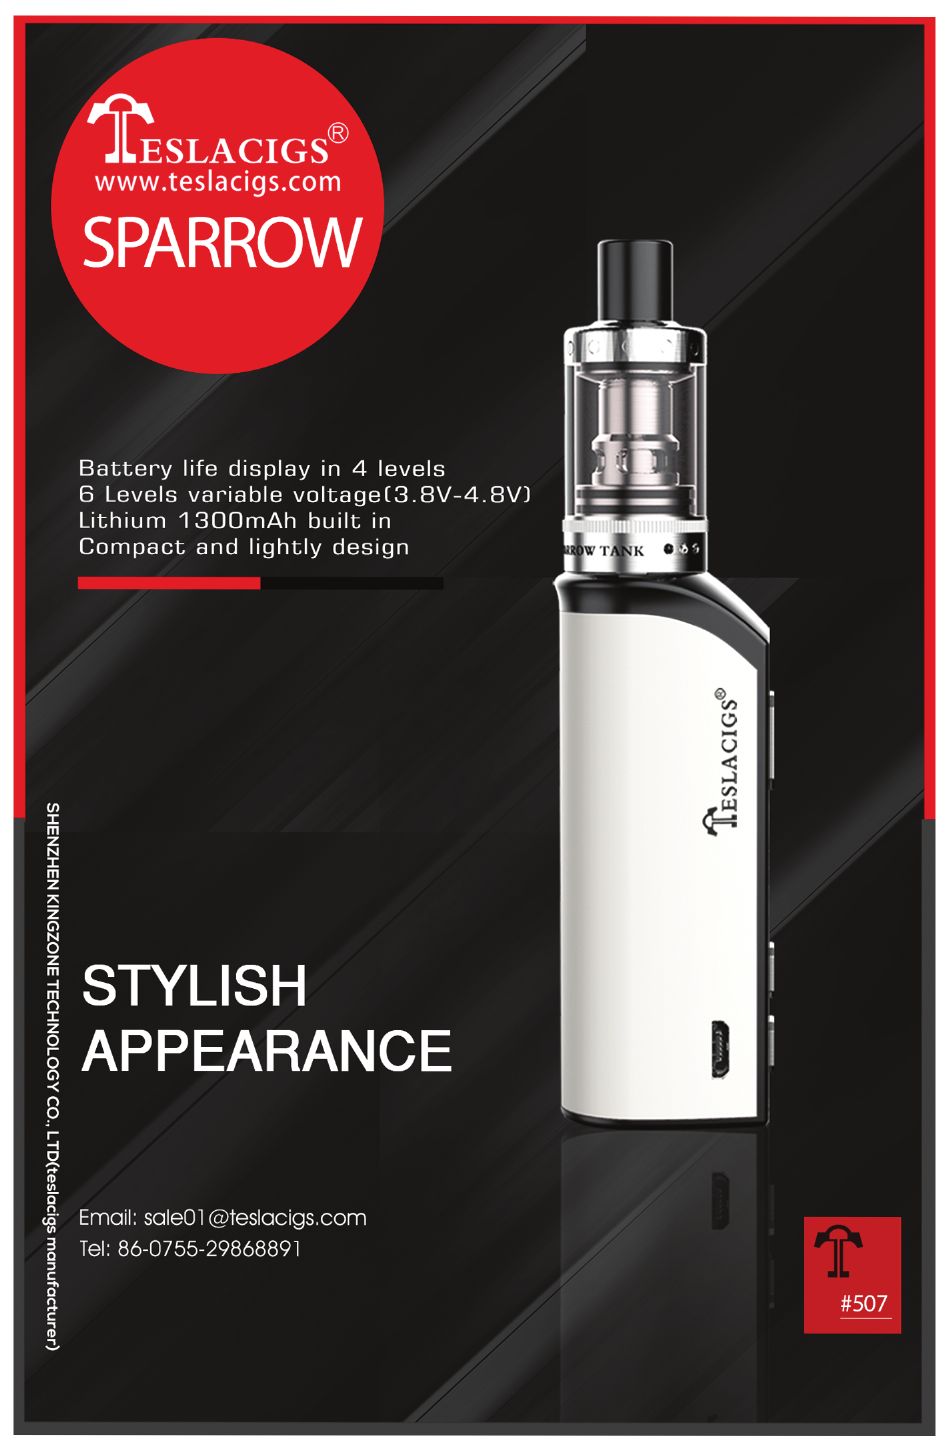 TESLACIGS®
www.teslacigs.com
SPARROW
Battery life display in 4 levels
6 Levels variable voltage(3.8V-4.8V)
Lithium 1300mAh built in
Compact and lightly design
RROW TANK
TESLACIGS®
SHENZHEN KINGZONE TECHNOLOGY CO., LTD(teslacigs manufacturer)
STYLISH
APPEARANCE
Email: sale01@teslacigs.com
Tel: 86-0755-29868891
#507